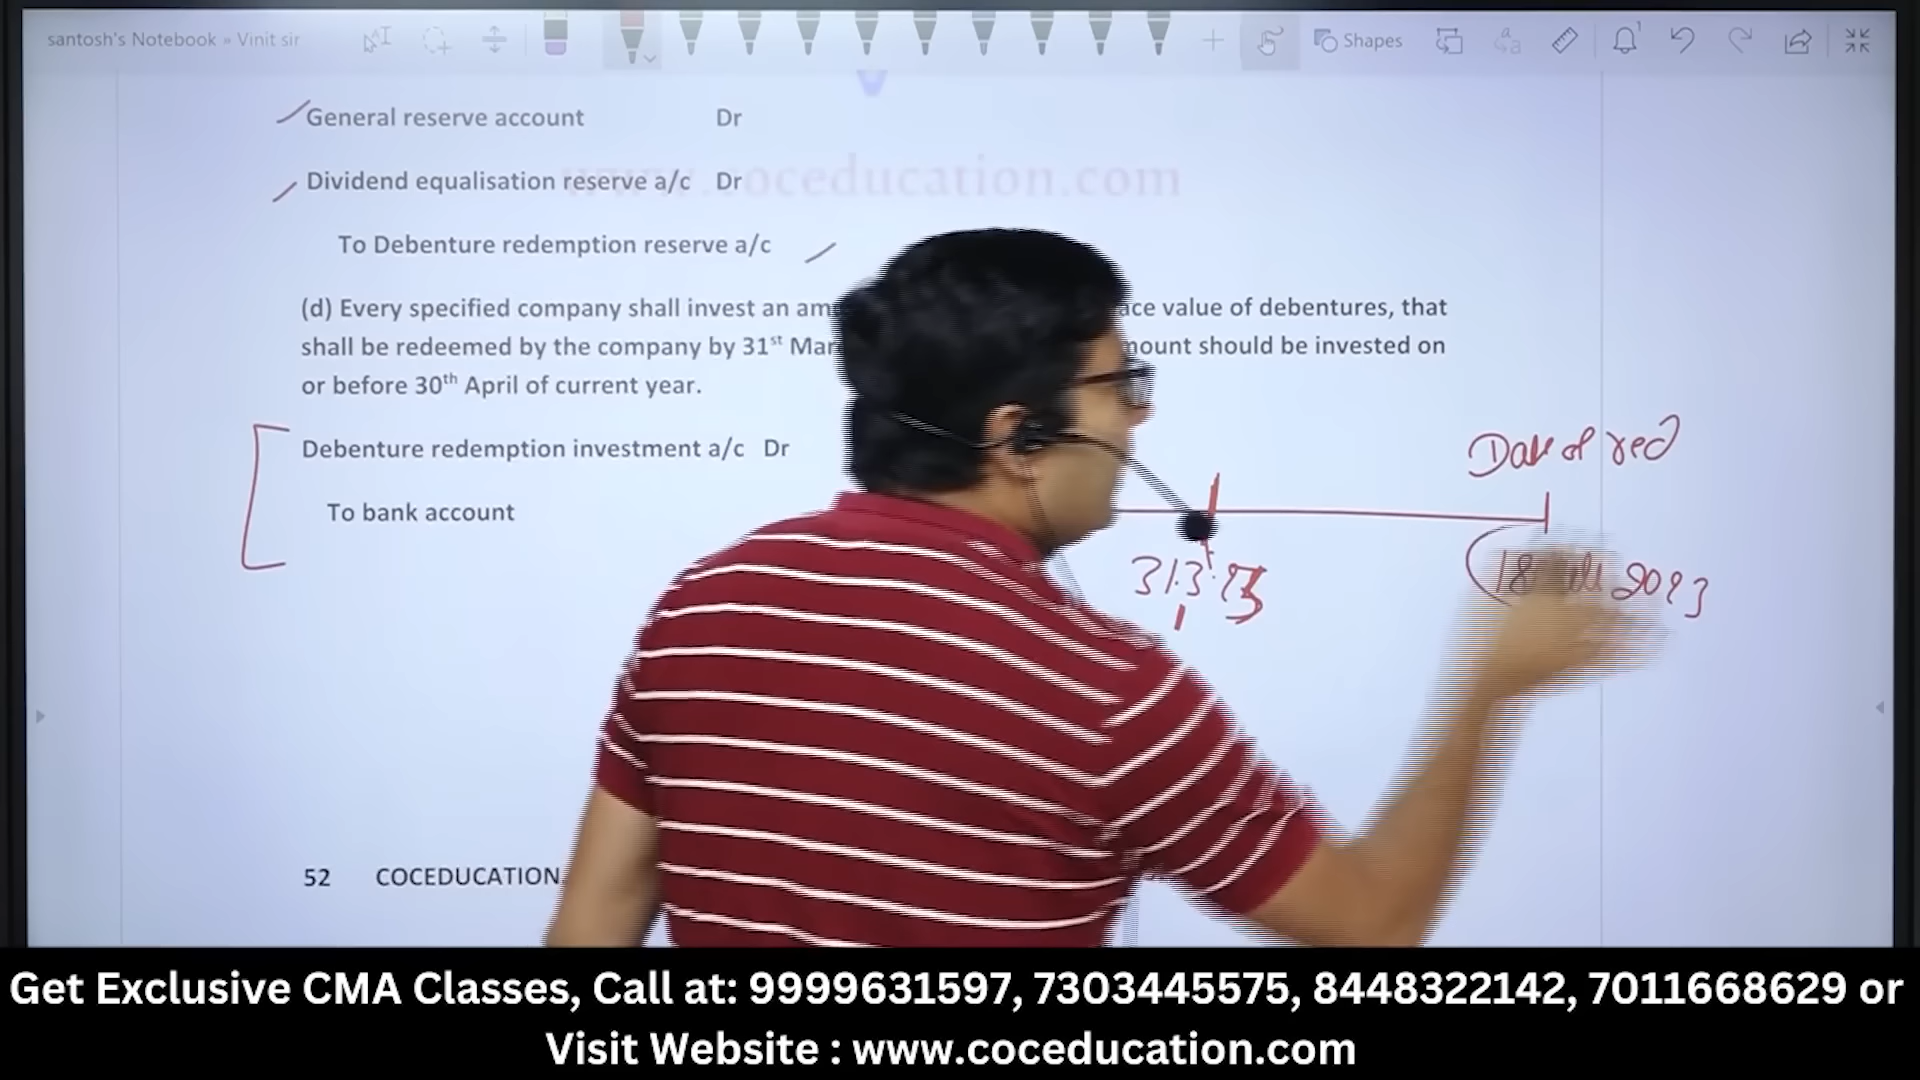 santosh's Notebook » Vinit sir
Shapes
General reserve account Dr
www.coceducation.com
Dividend equalisation reserve a/c Dr
To Debenture redemption reserve a/c
(d) Every specified company shall invest an am ace value of debentures, that
shall be redeemed by the company by 31st Mar mount should be invested on
or before 30th April of current year.
Date of red
Debenture redemption investment a/c Dr
To bank account
31.3.
18 2023
52 COCEDUCATION.
Get Exclusive CMA Classes, Call at: 9999631597, 7303445575, 8448322142, 7011668629 or
Visit Website : www.coceducation.com